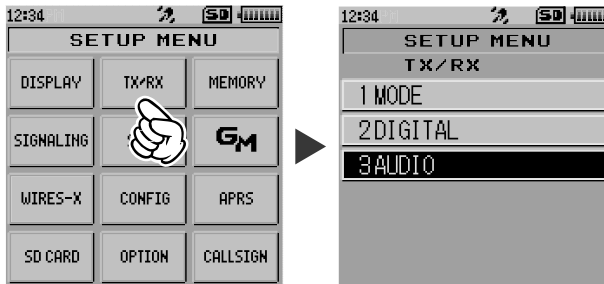 12:34 SD
SETUP MENU
DISPLAY TX/RX MEMORY
SIGNALING GM
WIRES-X CONFIG APRS
SD CARD OPTION CALLSIGN
12:34 SD
SETUP MENU
TX/RX
1 MODE
2 DIGITAL
3 AUDIO